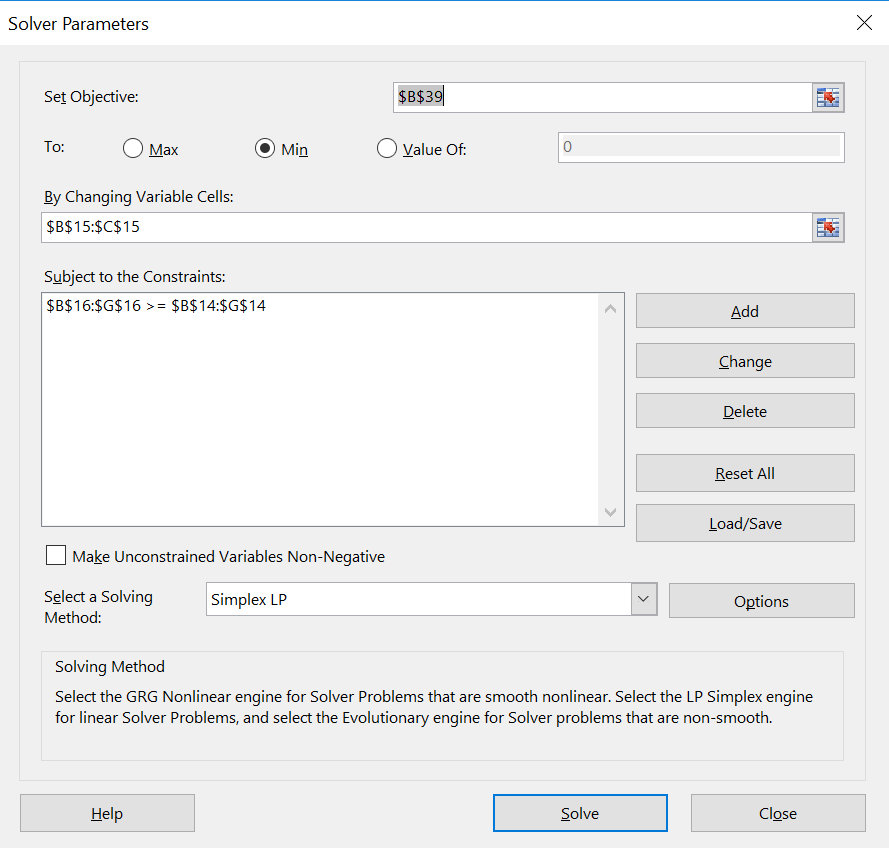 Solver Parameters
Set Objective:
$B$39
To:
Max
Min
Value Of:
0
By Changing Variable Cells:
$B$15:$C$15
Subject to the Constraints:
$B$16:$G$16 >= $B$14:$G$14
Add
Change
Delete
Reset All
Load/Save
Make Unconstrained Variables Non-Negative
Select a Solving
Method:
Simplex LP
Options
Solving Method
Select the GRG Nonlinear engine for Solver Problems that are smooth nonlinear. Select the LP Simplex engine
for linear Solver Problems, and select the Evolutionary engine for Solver problems that are non-smooth.
Help
Solve
Close